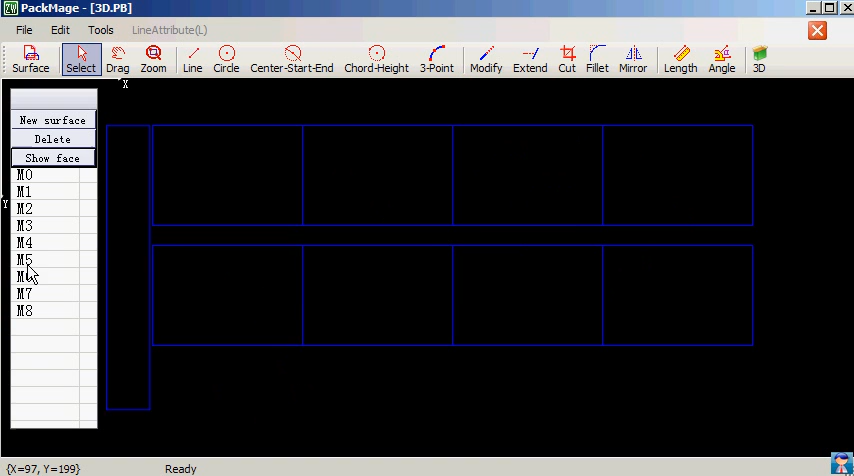 ZW PackMage - [3D.PB]
File Edit Tools LineAttribute(L)
Surface Select Drag Zoom Line Circle Center-Start-End Chord-Height 3-Point Modify Extend Cut Fillet Mirror Length Angle 3D
X
New surface
Delete
Show face
M0
M1
M2
Y
M3
M4
M5
M6
M7
M8
{X=97, Y=199} Ready